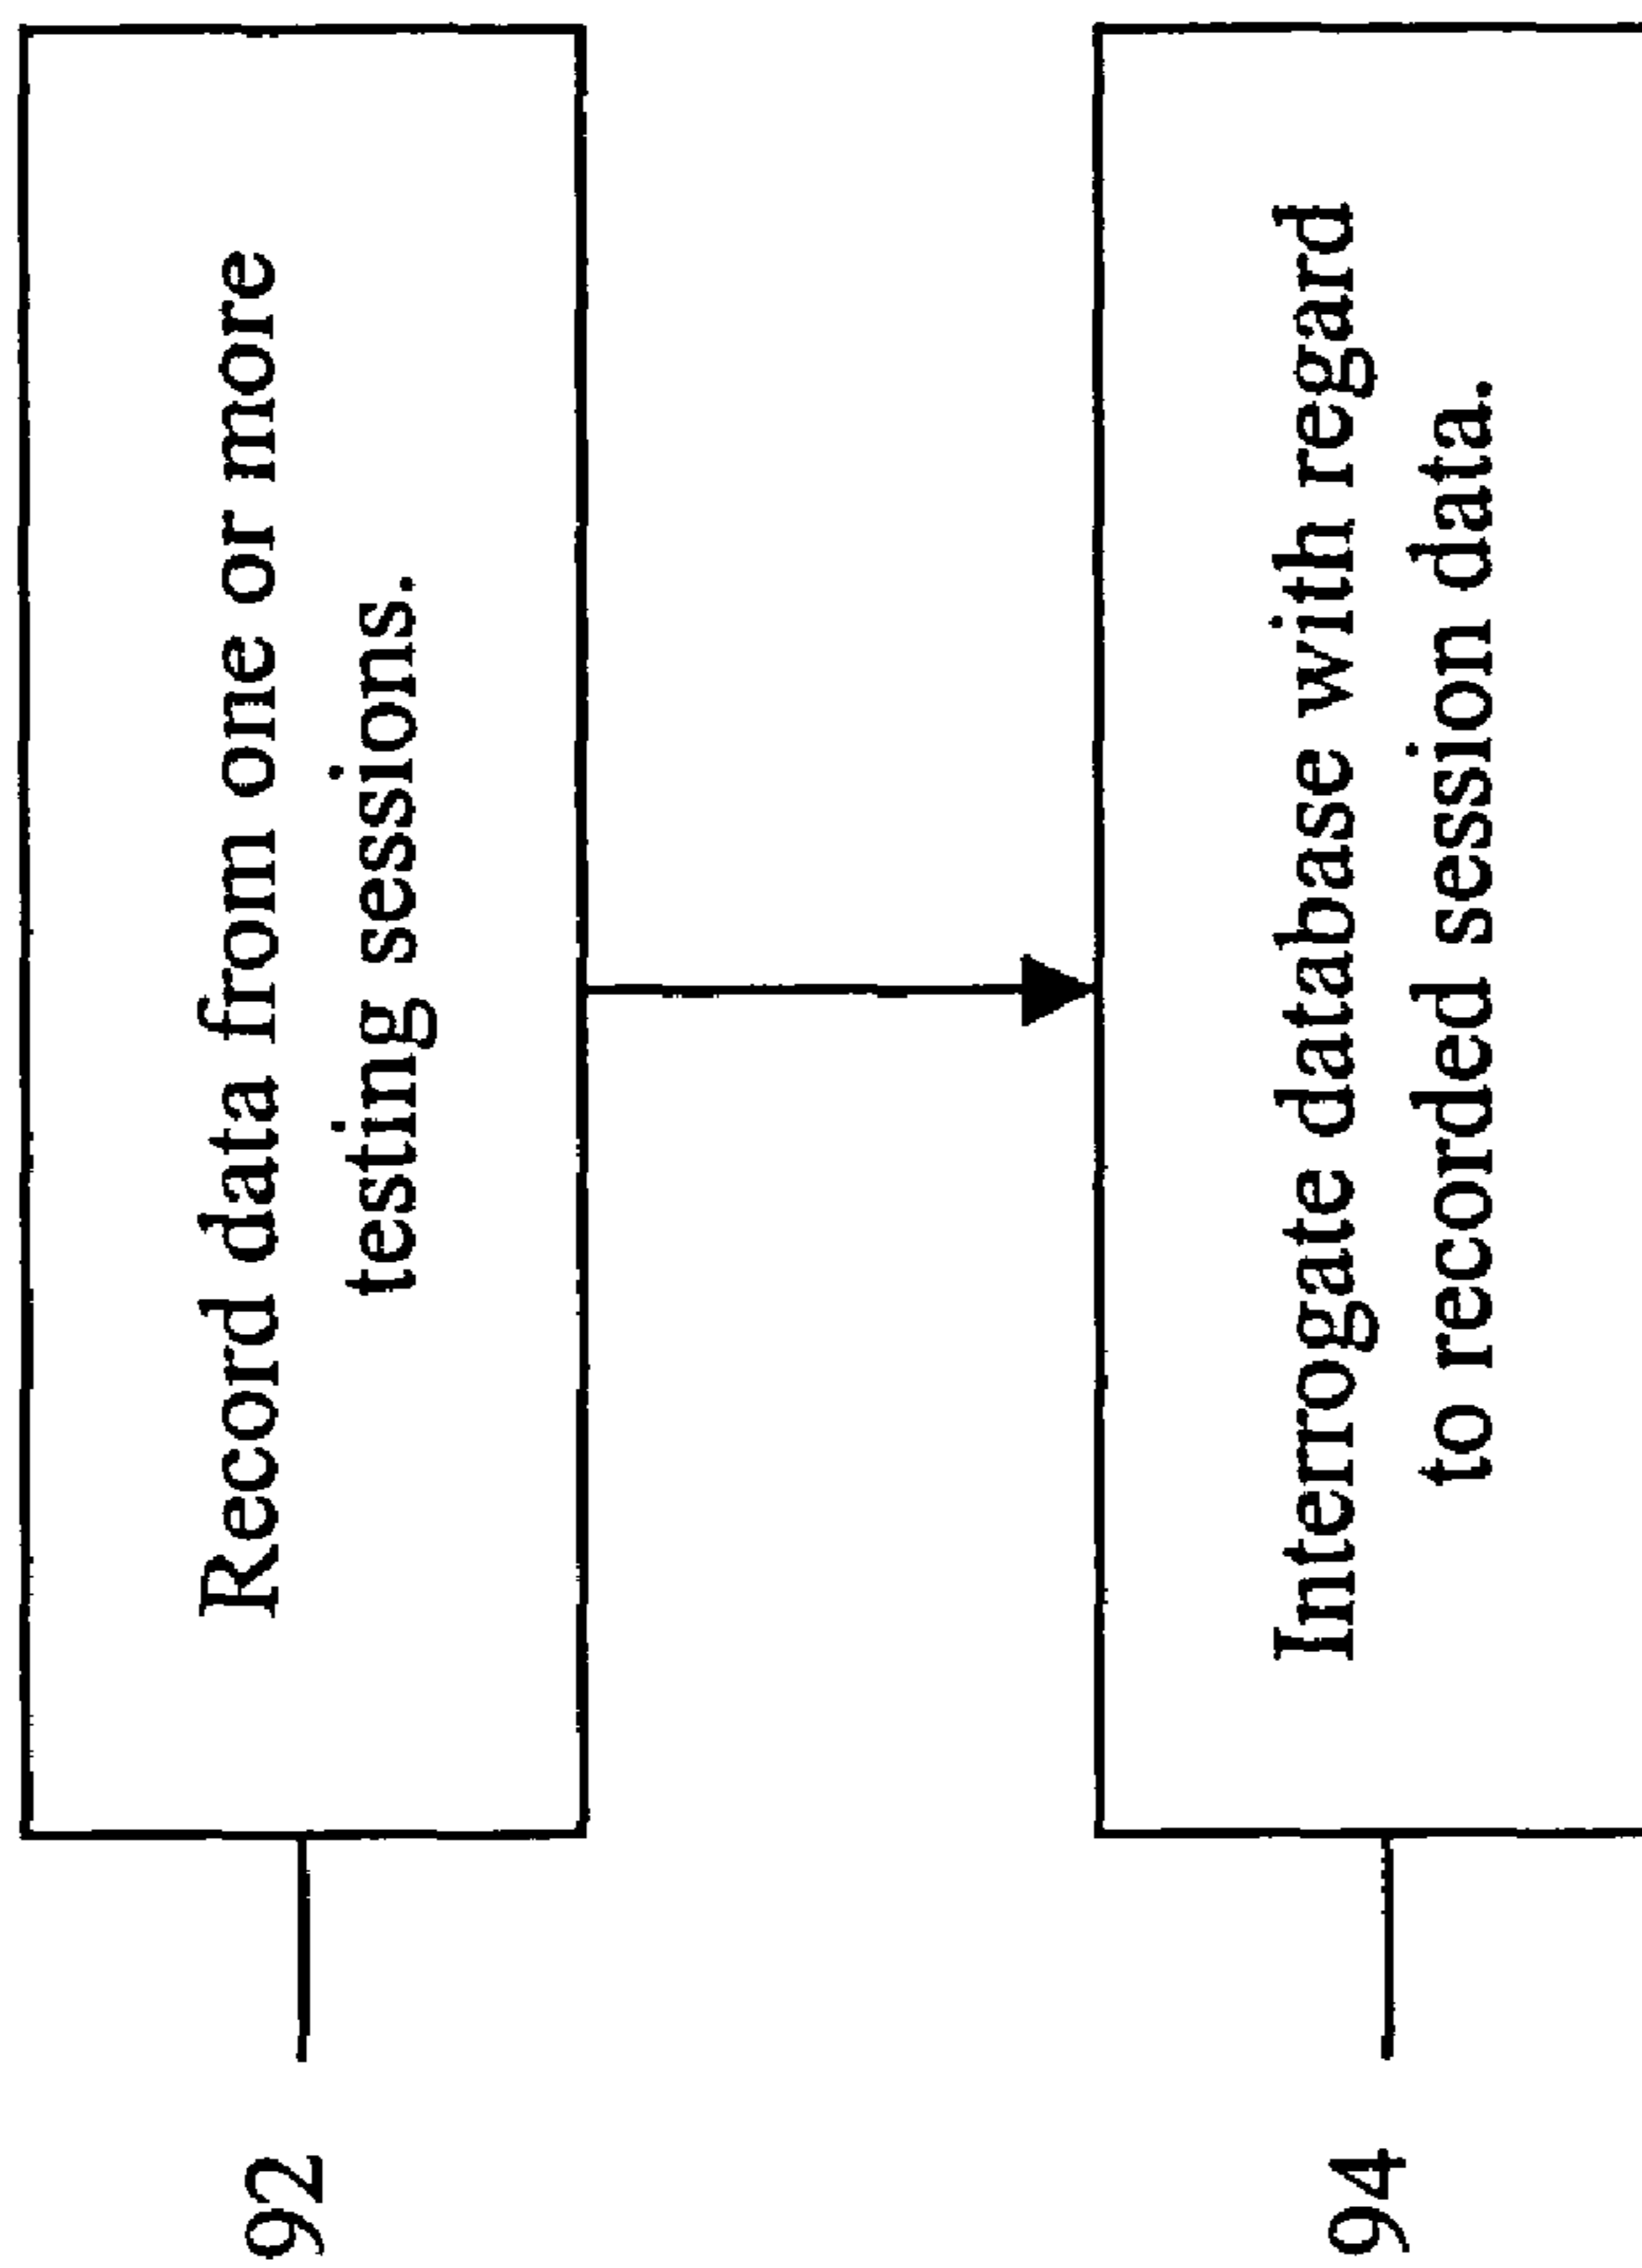 Record data from one or more
testing sessions.
92
Interrogate database with regard
to recorded session data.
94